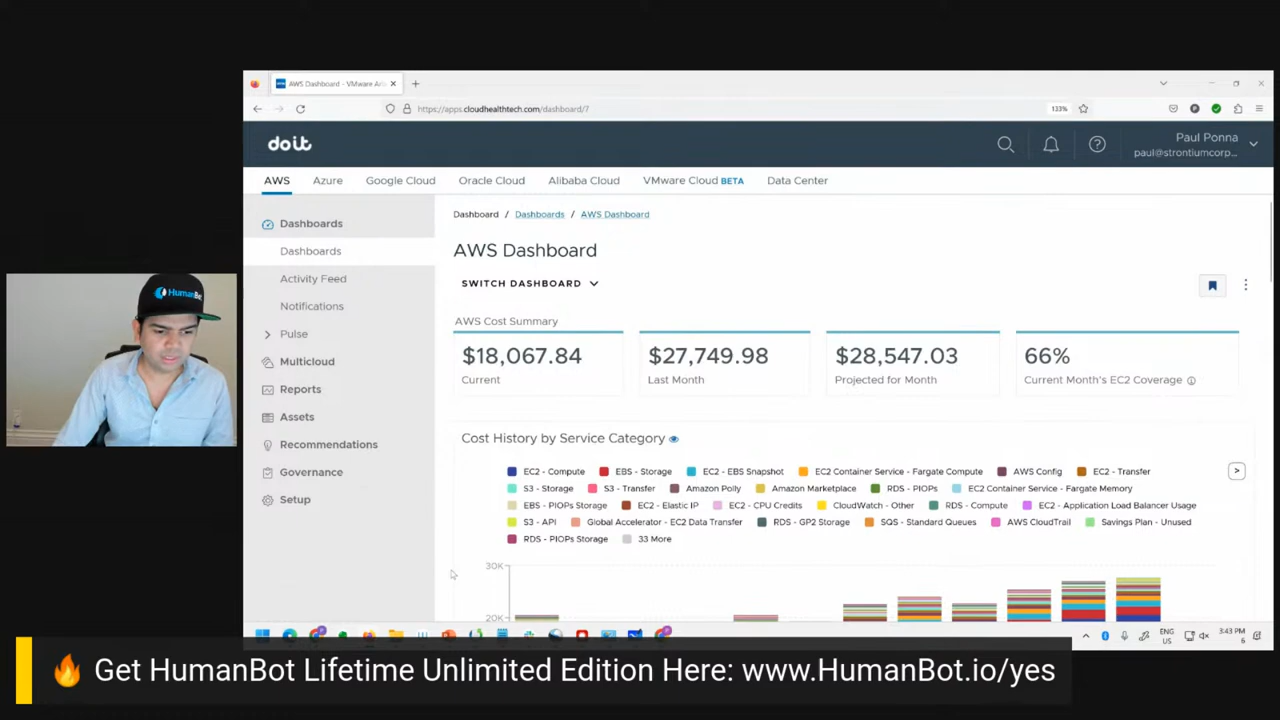 AWS Dashboard - VMware Ari
https://apps.cloudhealthtech.com/dashboard/7
133%
doit
Paul Ponna
paul@strontiumcorp...
AWS
Azure
Google Cloud
Oracle Cloud
Alibaba Cloud
VMware Cloud BETA
Data Center
Dashboards
Dashboards
Activity Feed
Notifications
Pulse
Multicloud
Reports
Assets
Recommendations
Governance
Setup
Dashboard / Dashboards / AWS Dashboard
AWS Dashboard
SWITCH DASHBOARD
AWS Cost Summary
$18,067.84
Current
$27,749.98
Last Month
$28,547.03
Projected for Month
66%
Current Month's EC2 Coverage
Cost History by Service Category
EC2 - Compute EBS - Storage EC2 - EBS Snapshot EC2 Container Service - Fargate Compute AWS Config EC2 - Transfer
S3 - Storage S3 - Transfer Amazon Polly Amazon Marketplace RDS - PIOPs EC2 Container Service - Fargate Memory
EBS - PIOPs Storage EC2 - Elastic IP EC2 - CPU Credits CloudWatch - Other RDS - Compute EC2 - Application Load Balancer Usage
S3 - API Global Accelerator - EC2 Data Transfer RDS - GP2 Storage SQS - Standard Queues AWS CloudTrail Savings Plan - Unused
RDS - PIOPs Storage 33 More
30K
20K
HumanBot
ENG
US
3:43 PM
6
Get HumanBot Lifetime Unlimited Edition Here: www.HumanBot.io/yes